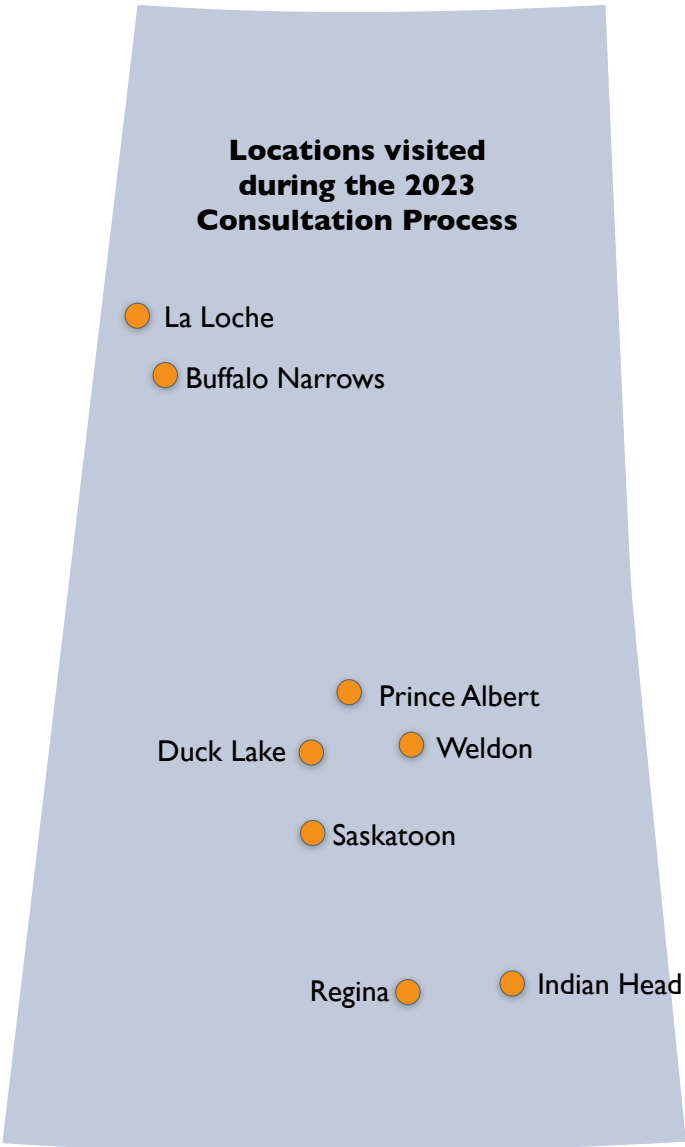 Locations visited
during the 2023
Consultation Process
La Loche
Buffalo Narrows
Prince Albert
Duck Lake
Weldon
Saskatoon
Regina
Indian Head